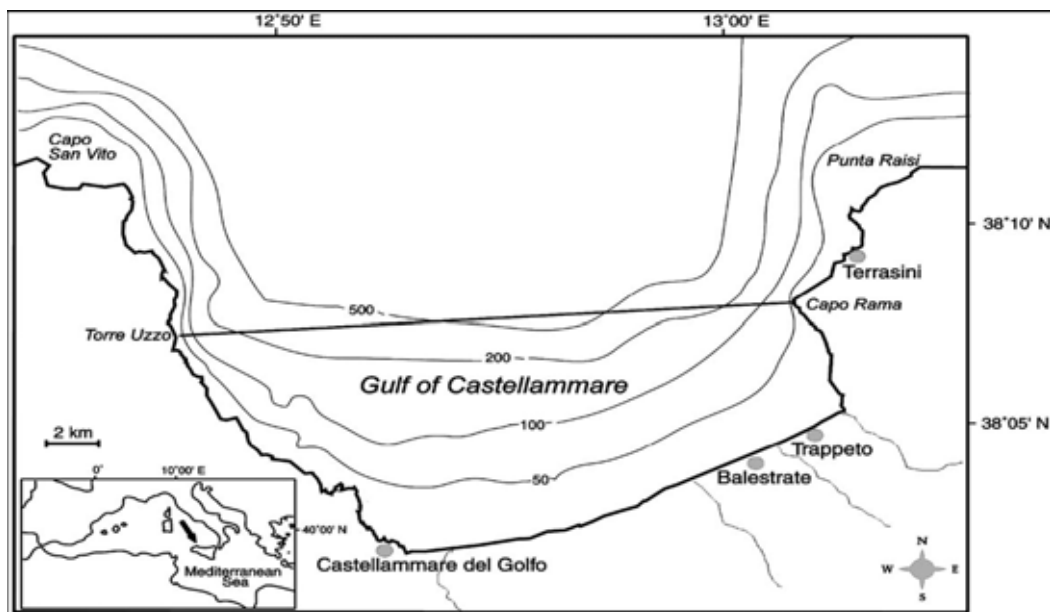 12˚50' E
13˚00' E
Capo
San Vito
Punta Raisi
38˚10' N
Terrasini
500
Capo Rama
Torre Uzzo
200
Gulf of Castellammare
100
38˚05' N
2 km
Trappeto
50
Balestrate
0˚
10˚00' E
40˚00' N
Castellammare del Golfo
Mediterranean
Sea
N
W
E
S